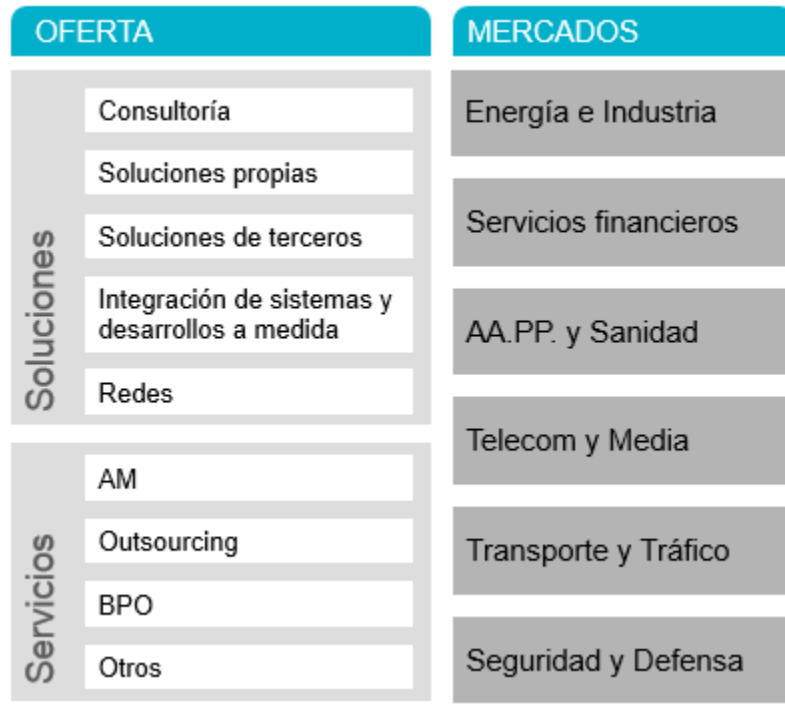 OFERTA
Soluciones
Consultoría
Soluciones propias
Soluciones de terceros
Integración de sistemas y
desarrollos a medida
Redes
Servicios
AM
Outsourcing
BPO
Otros
MERCADOS
Energía e Industria
Servicios financieros
AA.PP. y Sanidad
Telecom y Media
Transporte y Tráfico
Seguridad y Defensa